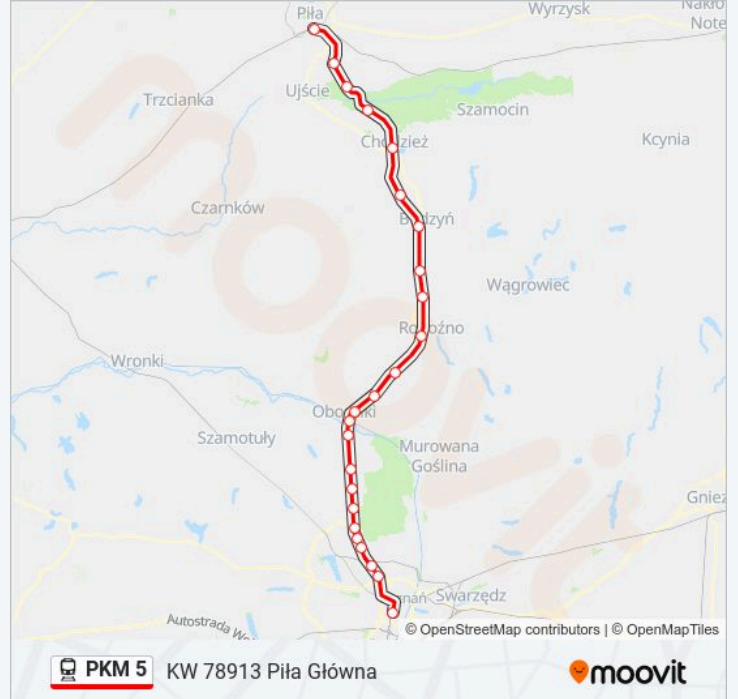 Piła
Wyrzysk
Nakło
Note
Trzcianka
Ujście
Szamocin
Chodzież
Kcynia
Czarnków
Budzyń
Wągrowiec
Rogoźno
Wronki
Oborniki
Szamotuły
Murowana
Goślina
Gniez
Swarzędz
Autostrada W
© OpenStreetMap contributors | © OpenMapTiles
moovit
PKM 5 KW 78913 Piła Główna
moovit